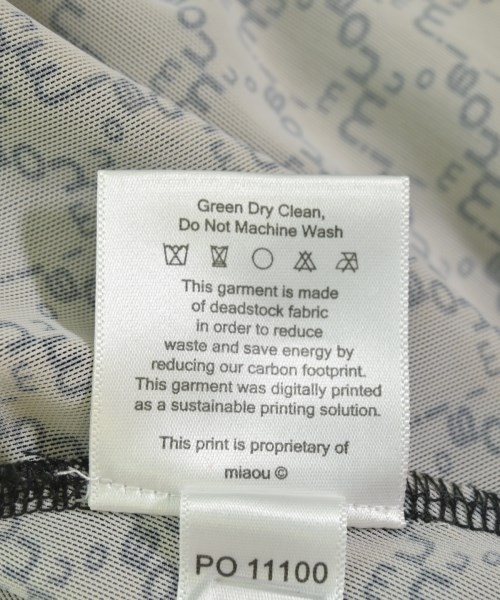 Green Dry Clean,
Do Not Machine Wash
This garment is made
of deadstock fabric
in order to reduce
waste and save energy by
reducing our carbon footprint.
This garment was digitally printed
as a sustainable printing solution.
This print is proprietary of
miaou ©
PO 11100